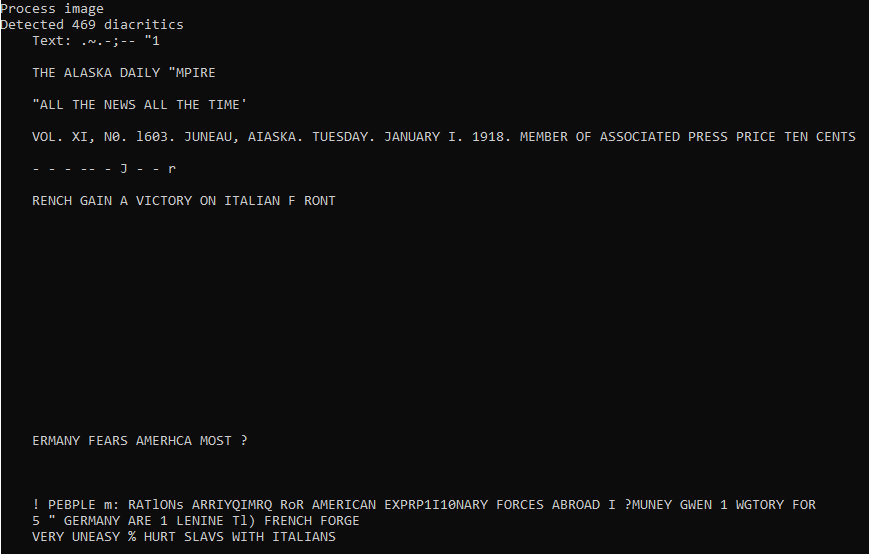 Process image
Detected 469 diacritics
Text: .~.-;-- "1
THE ALASKA DAILY "MPIRE
"ALL THE NEWS ALL THE TIME'
VOL. XI, N0. l603. JUNEAU, AIASKA. TUESDAY. JANUARY I. 1918. MEMBER OF ASSOCIATED PRESS PRICE TEN CENTS
- - - -- - J - - r
RENCH GAIN A VICTORY ON ITALIAN F RONT
ERMANY FEARS AMERHCA MOST ?
! PEBPLE m: RATlONs ARRIYQIMRQ RoR AMERICAN EXPRP1I10NARY FORCES ABROAD I ?MUNEY GWEN 1 WGTORY FOR
5 " GERMANY ARE 1 LENINE Tl) FRENCH FORGE
VERY UNEASY % HURT SLAVS WITH ITALIANS